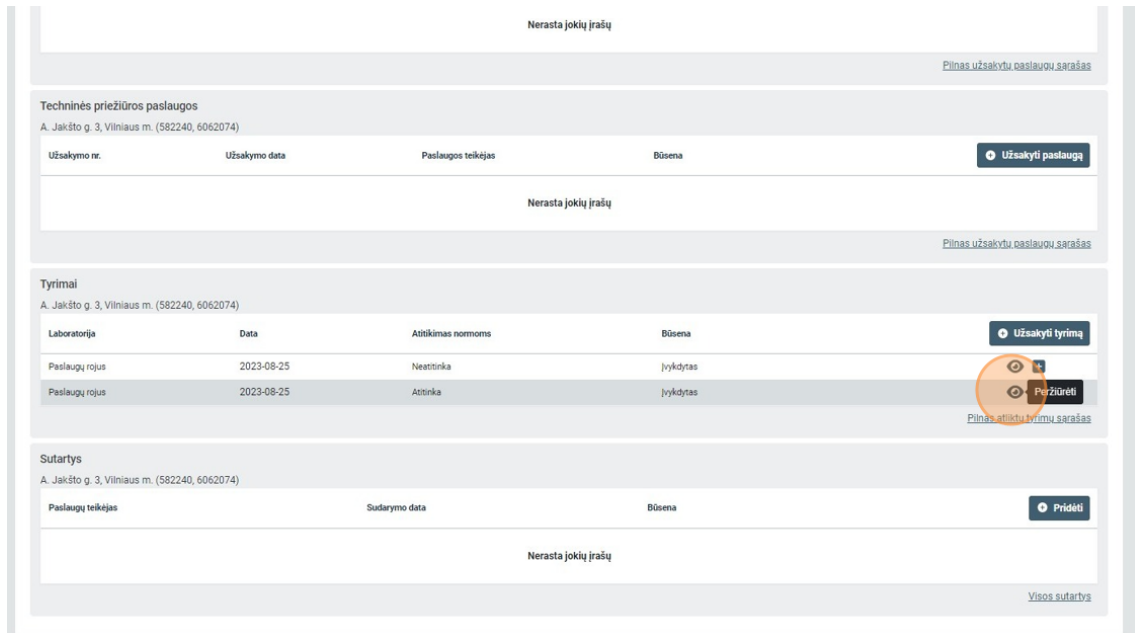 Nerasta jokių įrašų
Pilnas užsakytų paslaugų sąrašas
Techninės priežiūros paslaugos
A. Jakšto g. 3, Vilniaus m. (582240, 6062074)
Užsakymo nr. Užsakymo data Paslaugos teikėjas Būsena Užsakyti paslaugą
Nerasta jokių įrašų
Pilnas užsakytų paslaugų sąrašas
Tyrimai
A. Jakšto g. 3, Vilniaus m. (582240, 6062074)
Laboratorija Data Atitikimas normoms Būsena Užsakyti tyrimą
Paslaugų rojus 2023-08-25 Neatitinka Įvykdytas
Paslaugų rojus 2023-08-25 Atitinka Įvykdytas Peržiūrėti
Pilnas atliktų tyrimų sąrašas
Sutartys
A. Jakšto g. 3, Vilniaus m. (582240, 6062074)
Paslaugų teikėjas Sudarymo data Būsena Pridėti
Nerasta jokių įrašų
Visos sutartys